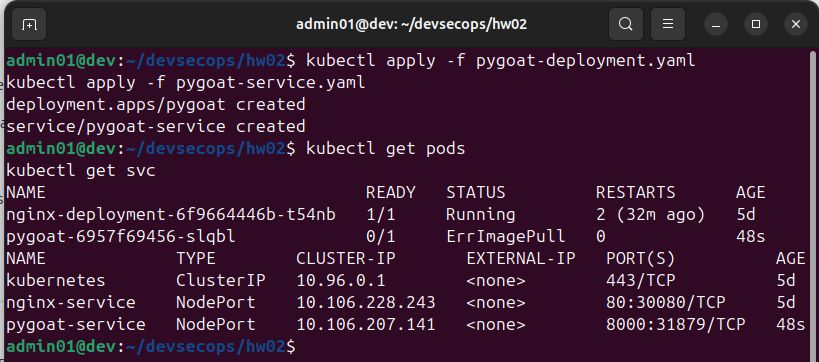 admin01@dev: ~/devsecops/hw02
admin01@dev:~/devsecops/hw02$ kubectl apply -f pygoat-deployment.yaml
kubectl apply -f pygoat-service.yaml
deployment.apps/pygoat created
service/pygoat-service created
admin01@dev:~/devsecops/hw02$ kubectl get pods
kubectl get svc
NAME READY STATUS RESTARTS AGE
nginx-deployment-6f9664446b-t54nb 1/1 Running 2 (32m ago) 5d
pygoat-6957f69456-slqbl 0/1 ErrImagePull 0 48s
NAME TYPE CLUSTER-IP EXTERNAL-IP PORT(S) AGE
kubernetes ClusterIP 10.96.0.1 <none> 443/TCP 5d
nginx-service NodePort 10.106.228.243 <none> 80:30080/TCP 5d
pygoat-service NodePort 10.106.207.141 <none> 8000:31879/TCP 48s
admin01@dev:~/devsecops/hw02$